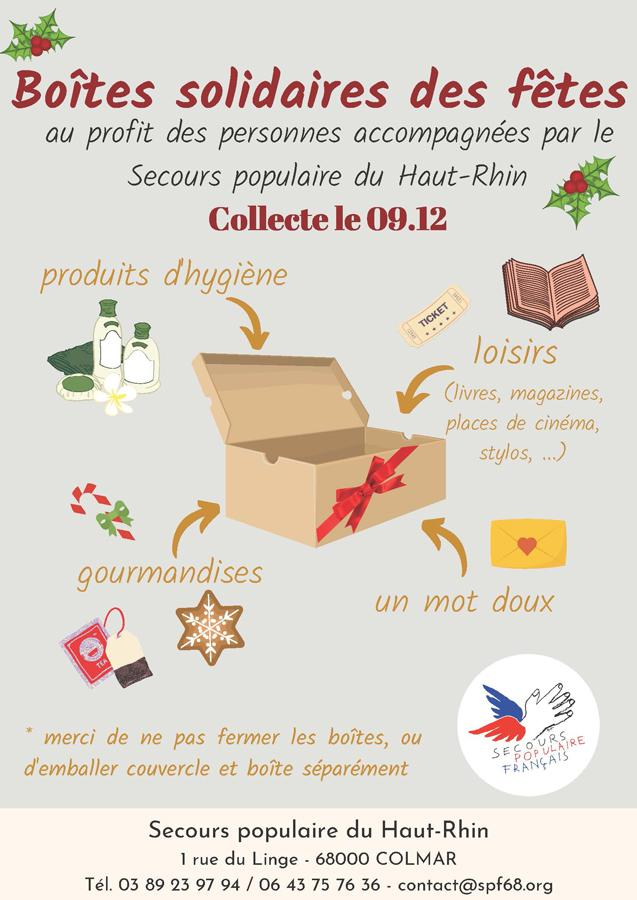 Boîtes solidaires des fêtes
au profit des personnes accompagnées par le
Secours populaire du Haut-Rhin
Collecte le 09.12
produits d'hygiène
TICKET
loisirs
(livres, magazines,
places de cinéma,
stylos, ...)
gourmandises
un mot doux
TEA
SECOURS
POPULAIRE
FRANÇAIS
* merci de ne pas fermer les boîtes, ou
d'emballer couvercle et boîte séparément
Secours populaire du Haut-Rhin
1 rue du Linge - 68000 COLMAR
Tél. 03 89 23 97 94 / 06 43 75 76 36 - contact@spf68.org